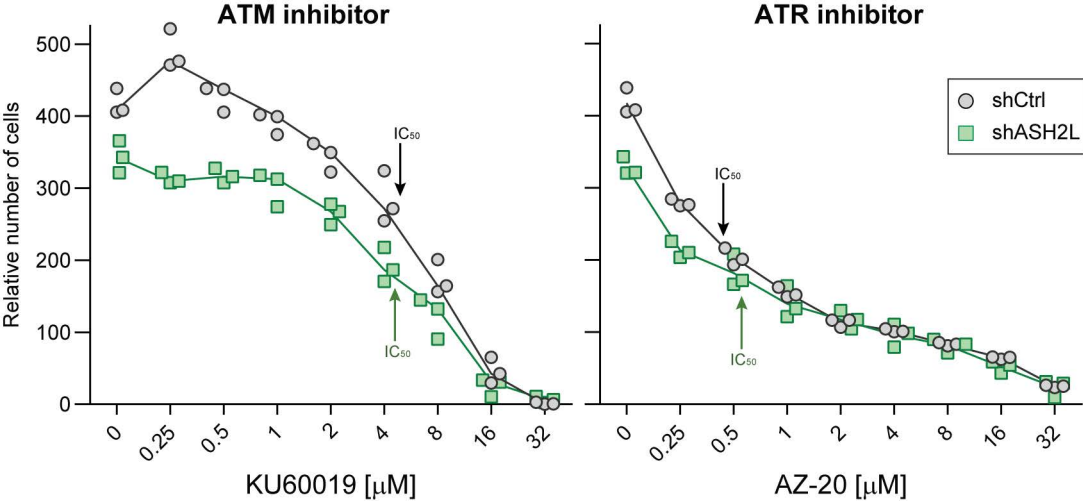 ATM inhibitor
ATR inhibitor
Relative number of cells
500
400
300
200
100
0
IC50
IC50
0
0.25
0.5
1
2
4
8
16
32
KU60019 [μM]
IC50
IC50
shCtrl
shASH2L
0
0.25
0.5
1
2
4
8
16
32
AZ-20 [μM]